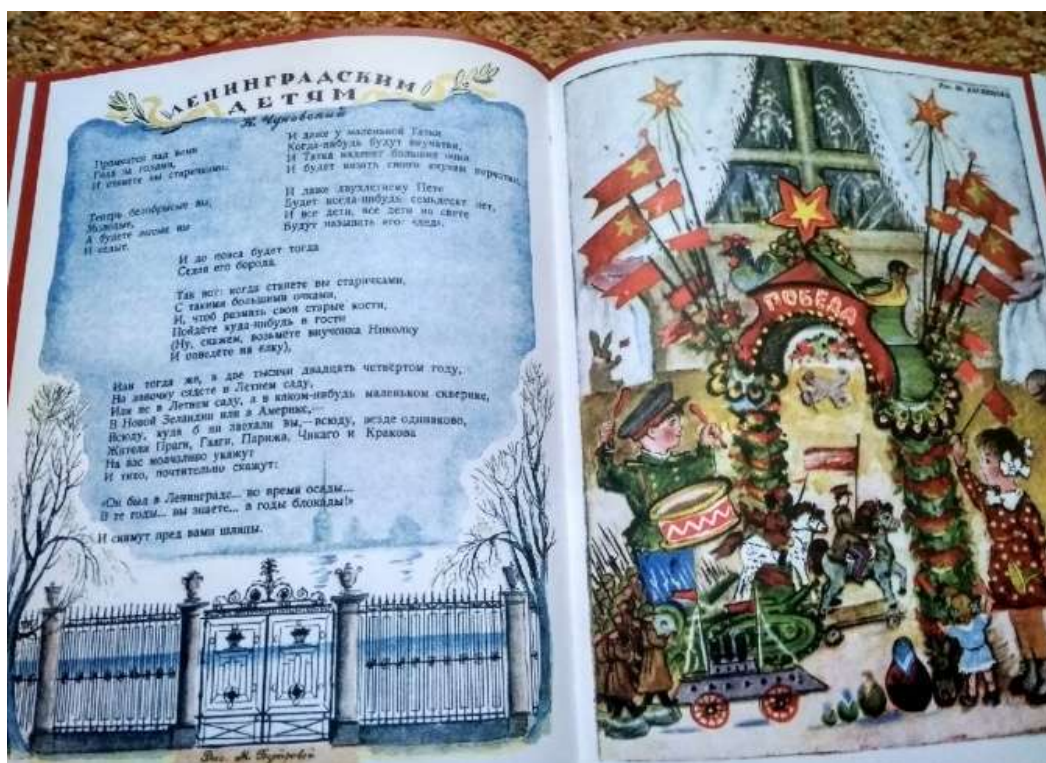 ЛЕНИНГРАДСКИМ
ДЕТЯМ
К. Чуковский
Промчатся над вами
Года за годами,
И станете вы старичками.
Теперь белобрысые вы,
Молодые,
А будете лысые вы
И седые.
И даже у маленькой Татки
Когда-нибудь будут внучатки,
И Татка наденет большие очки
И будет вязать своим внукам перчатки,
И даже двухлетнему Пете
Будет когда-нибудь семьдесят лет,
И все дети, все дети на свете
Будут называть его: «дед».
И до пояса будет тогда
Седая его борода.
Так вот: когда станете вы старичками,
С такими большими очками,
И, чтоб размять свои старые кости,
Пойдёте куда-нибудь в гости
(Ну, скажем, возьмёте внучонка Николку
И поведёте на ёлку),
Или тогда же, в две тысячи двадцать четвёртом году,
На лавочку сядете в Летнем саду,
Или не в Летнем саду, а в каком-нибудь маленьком скверике,
В Новой Зеландии или в Америке,—
Всюду, куда б ни заехали вы,— всюду, везде одинаково,
Жители Праги, Гааги, Парижа, Чикаго и Кракова
На вас молчаливо укажут
И тихо, почтительно скажут:
«Он был в Ленинграде... во время осады...
В те годы... вы знаете... в годы блокады!»
И снимут пред вами шляпы.
Рис. М. Бутровой
ПОБЕДА
Рис.